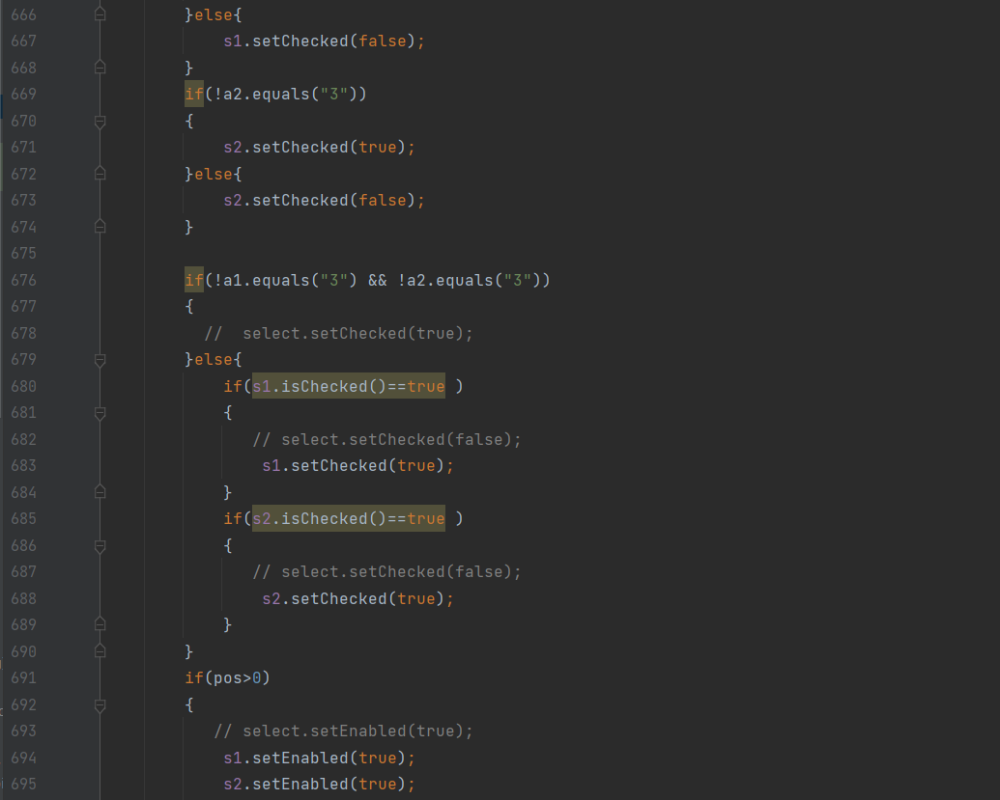 666 }else{
667 s1.setChecked(false);
668 }
669 if(!a2.equals("3"))
670 {
671 s2.setChecked(true);
672 }else{
673 s2.setChecked(false);
674 }
675
676 if(!a1.equals("3") && !a2.equals("3"))
677 {
678 //  select.setChecked(true);
679 }else{
680 if(s1.isChecked()==true )
681 {
682 // select.setChecked(false);
683 s1.setChecked(true);
684 }
685 if(s2.isChecked()==true )
686 {
687 // select.setChecked(false);
688 s2.setChecked(true);
689 }
690 }
691 if(pos>0)
692 {
693 // select.setEnabled(true);
694 s1.setEnabled(true);
695 s2.setEnabled(true);